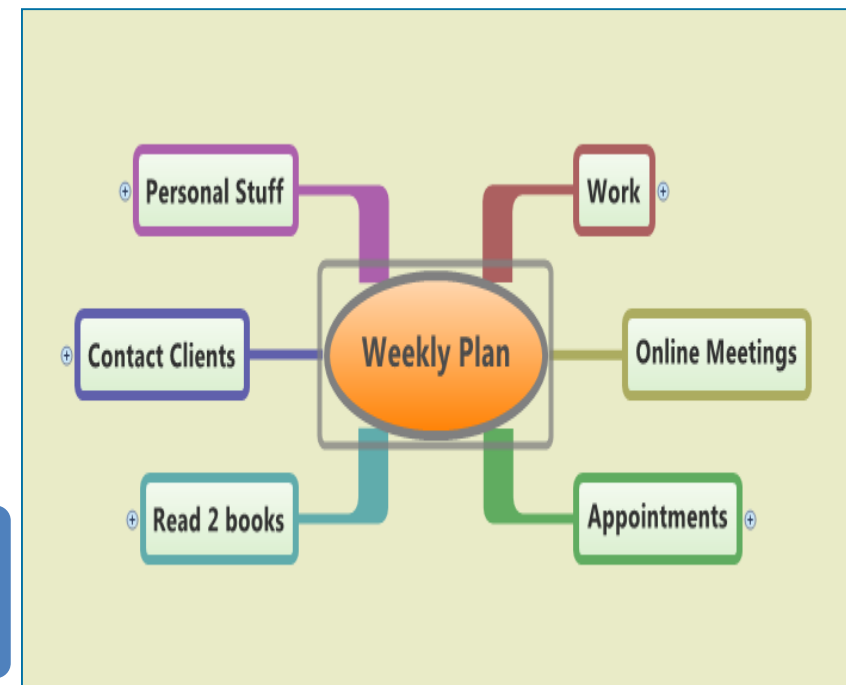 Personal Stuff
Work
Contact Clients
Weekly Plan
Online Meetings
Read 2 books
Appointments